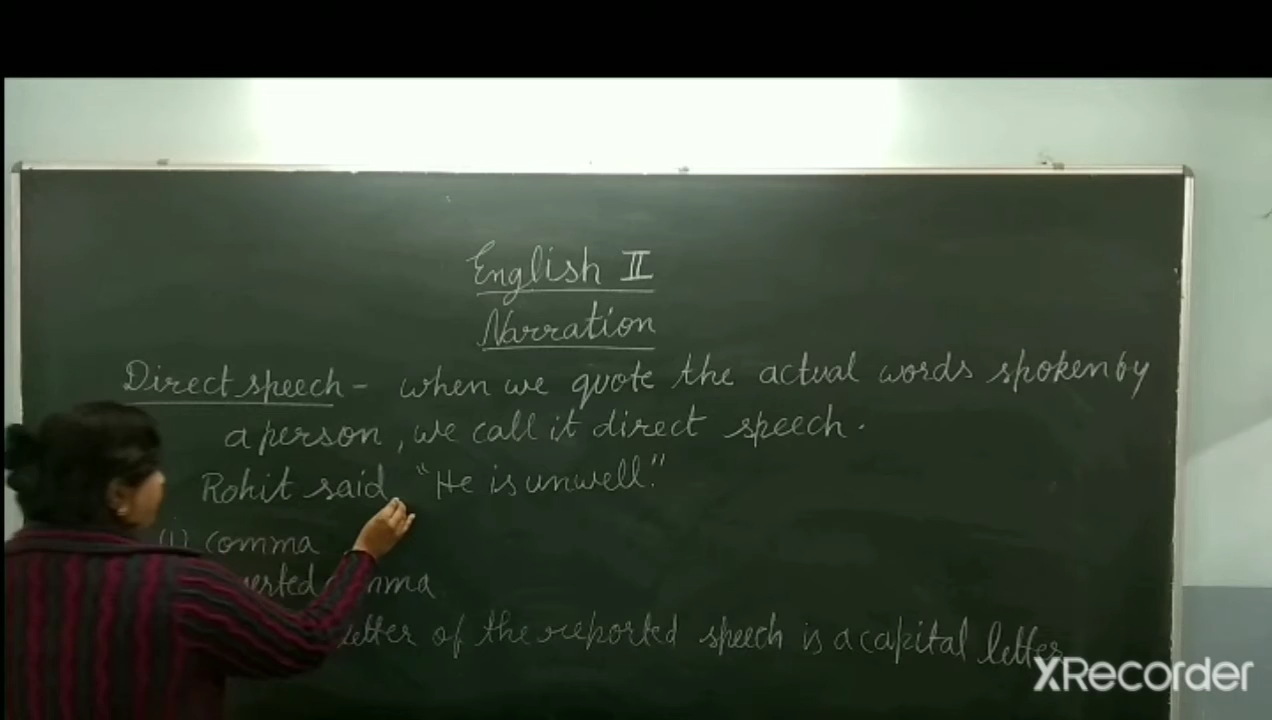 English II
Narration
Direct speech - when we quote the actual words spoken by
a person, we call it direct speech.
Rohit said, "He is unwell."
(1) comma
letter of the reported speech is a capital letter
XRecorder